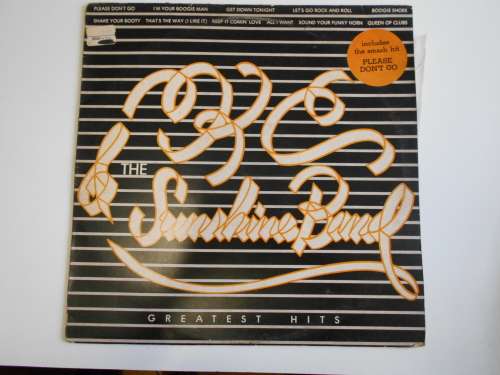 PLEASE DON'T GO I'M YOUR BOOGIE MAN GET DOWN TONIGHT LET'S GO ROCK AND ROLL BOOGIE SHOES
SHAKE YOUR BOOTY THAT'S THE WAY (I LIKE IT) KEEP IT COMIN' LOVE ALL I WANT SOUND YOUR FUNKY HORN QUEEN OF CLUBS
includes
the smash hit
PLEASE
DON'T GO
KC
& THE
Sunshine Band
GREATEST HITS